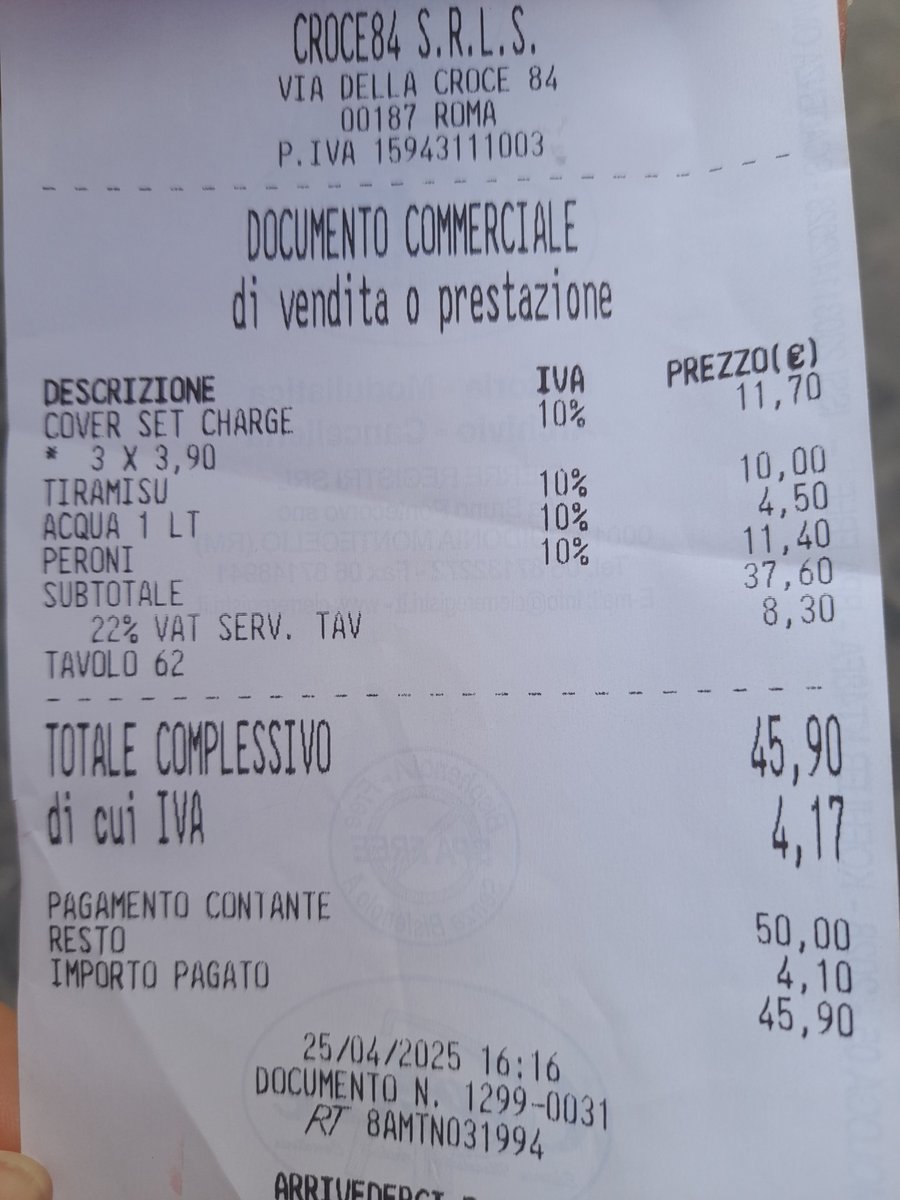 CROCE84 S.R.L.S.
VIA DELLA CROCE 84
00187 ROMA
P.IVA 15943111003
DOCUMENTO COMMERCIALE
di vendita o prestazione
DESCRIZIONE IVA PREZZO(€)
COVER SET CHARGE 10% 11,70
* 3 X 3,90
TIRAMISU 10% 10,00
ACQUA 1 LT 10% 4,50
PERONI 10% 11,40
SUBTOTALE 37,60
22% VAT SERV. TAV 8,30
TAVOLO 62
TOTALE COMPLESSIVO 45,90
di cui IVA 4,17
PAGAMENTO CONTANTE 50,00
RESTO 4,10
IMPORTO PAGATO 45,90
25/04/2025 16:16
DOCUMENTO N. 1299-0031
RT 8AMTN031994
ARRIVEDERCI